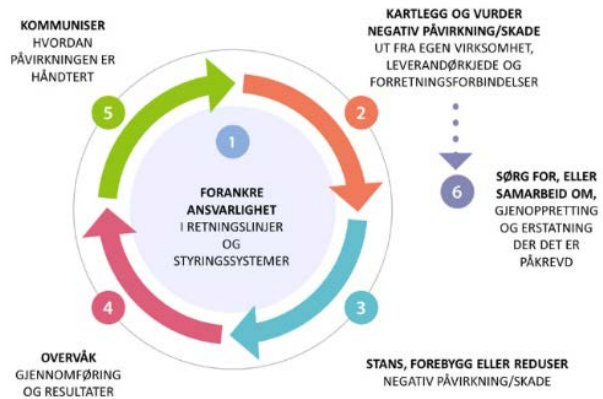 KOMMUNISER
HVORDAN
PÅVIRKNINGEN ER
HÅNDTERT
KARTLEGG OG VURDER
NEGATIV PÅVIRKNING/SKADE
UT FRA EGEN VIRKSOMHET,
LEVERANDØRKJEDE OG
FORRETNINGSFORBINDELSER
5
2
1
FORANKRE
ANSVARLIGHET
I RETNINGSLINJER
OG
STYRINGSSYSTEMER
6
SØRG FOR, ELLER
SAMARBEID OM,
GJENOPPRETTING
OG ERSTATNING
DER DET ER
PÅKREVD
4
3
OVERVÅK
GJENNOMFØRING
OG RESULTATER
STANS, FOREBYGG ELLER REDUSER
NEGATIV PÅVIRKNING/SKADE